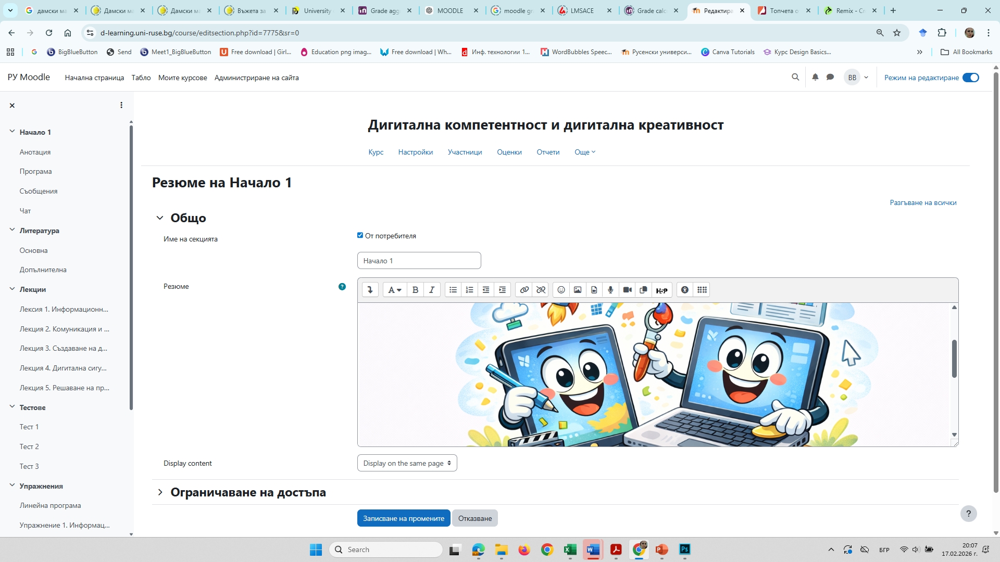 дамски ма
Дамски ма
Дамски ма
Въжета за
University
Grade agg
MOODLE
moodle gr
LMSACE
Grade calc
Редактира
Топчета о
Remix - Cr
d-learning.uni-ruse.bg/course/editsection.php?id=7775&sr=0
BigBlueButton
Send
Meet1_BigBlueButton
Free download | Girl...
Education png imag...
Free download | Wh...
Инф. технологии 1...
WordBubbles Speec...
Русенски универси...
Canva Tutorials
Курс Design Basics...
All Bookmarks
РУ Moodle
Начална страница
Табло
Моите курсове
Администриране на сайта
ВВ
Режим на редактиране
Начало 1
Анотация
Програма
Съобщения
Чат
Литература
Основна
Допълнителна
Лекции
Лексия 1. Информационн...
Лекция 2. Комуникация и ...
Лекция 3. Създаване на д...
Лекция 4. Дигитална сигу...
Лекция 5. Решаване на пр...
Тестове
Тест 1
Тест 2
Тест 3
Упражнения
Линейна програма
Упражнение 1. Информац...
Дигитална компетентност и дигитална креативност
Курс
Настройки
Участници
Оценки
Отчети
Още
Резюме на Начало 1
Разгъване на всички
Общо
Име на секцията
От потребителя
Начало 1
Резюме
H5P
Display content
Display on the same page
Ограничаване на достъпа
Записване на промените
Отказване
?
Search
БГР
20:07
17.02.2026 г.